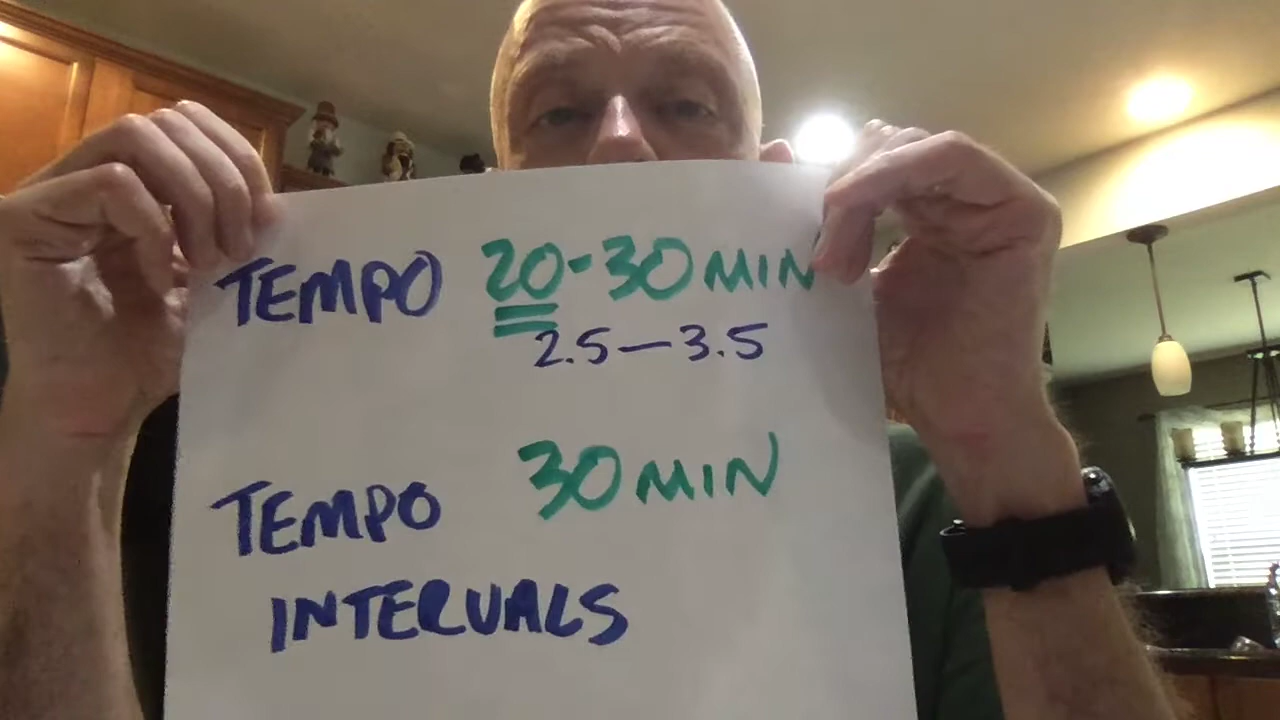 TEMPO 20-30 MIN
2.5—3.5
TEMPO 30 MIN
INTERVALS